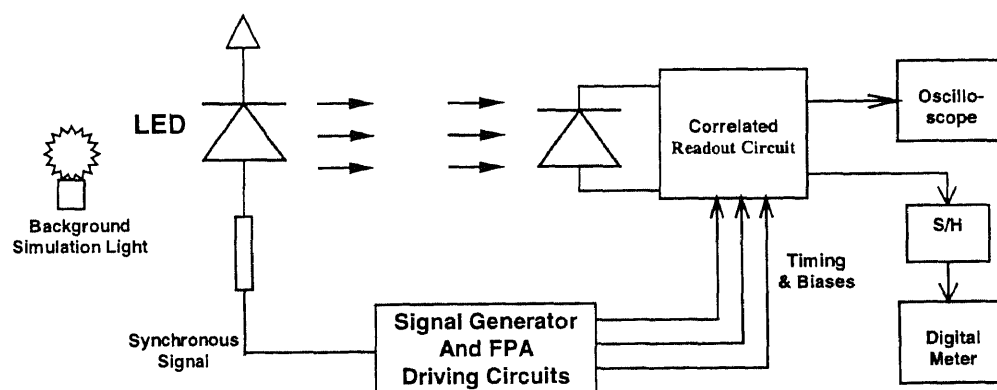 LED
Background
Simulation Light
Synchronous
Signal
Signal Generator
And FPA
Driving Circuits
Correlated
Readout Circuit
Timing
& Biases
Oscillo-
scope
S/H
Digital
Meter